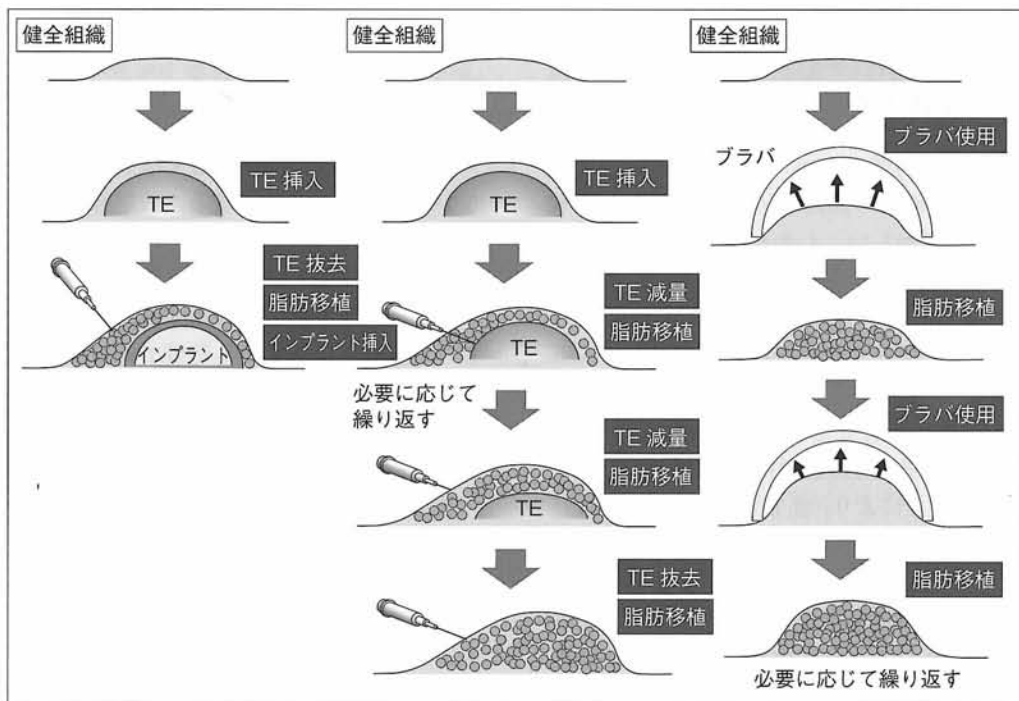 健全組織
TE 挿入
TE
TE 抜去
脂肪移植
インプラント挿入
インプラント
健全組織
TE 挿入
TE
TE 減量
脂肪移植
TE
必要に応じて
繰り返す
TE 減量
脂肪移植
TE
TE 抜去
脂肪移植
健全組織
ブラバ使用
ブラバ
脂肪移植
ブラバ使用
脂肪移植
必要に応じて繰り返す